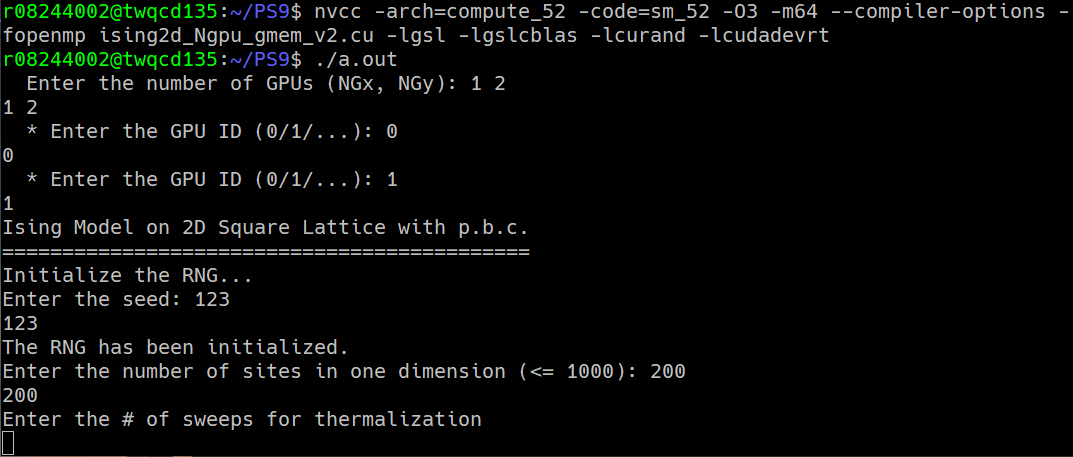 r08244002@twqcd135:~/PS9$ nvcc -arch=compute_52 -code=sm_52 -O3 -m64 --compiler-options -
fopenmp ising2d_Ngpu_gmem_v2.cu -lgsl -lgslcblas -lcurand -lcudadevrt
r08244002@twqcd135:~/PS9$ ./a.out
  Enter the number of GPUs (NGx, NGy): 1 2
1 2
  * Enter the GPU ID (0/1/...): 0
0
  * Enter the GPU ID (0/1/...): 1
1
Ising Model on 2D Square Lattice with p.b.c.
============================================
Initialize the RNG...
Enter the seed: 123
123
The RNG has been initialized.
Enter the number of sites in one dimension (<= 1000): 200
200
Enter the # of sweeps for thermalization